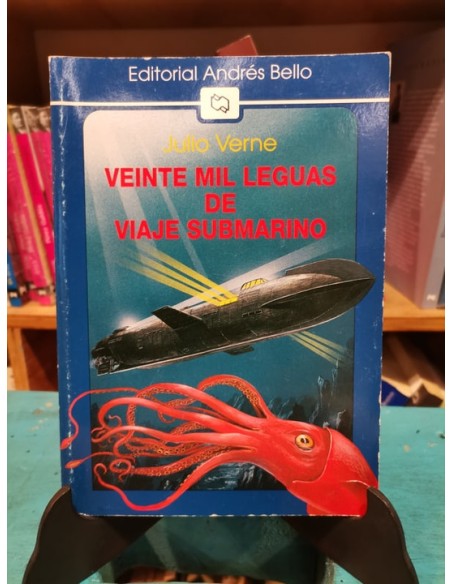 Editorial Andrés Bello
Julio Verne
VEINTE MIL LEGUAS
DE
VIAJE SUBMARINO